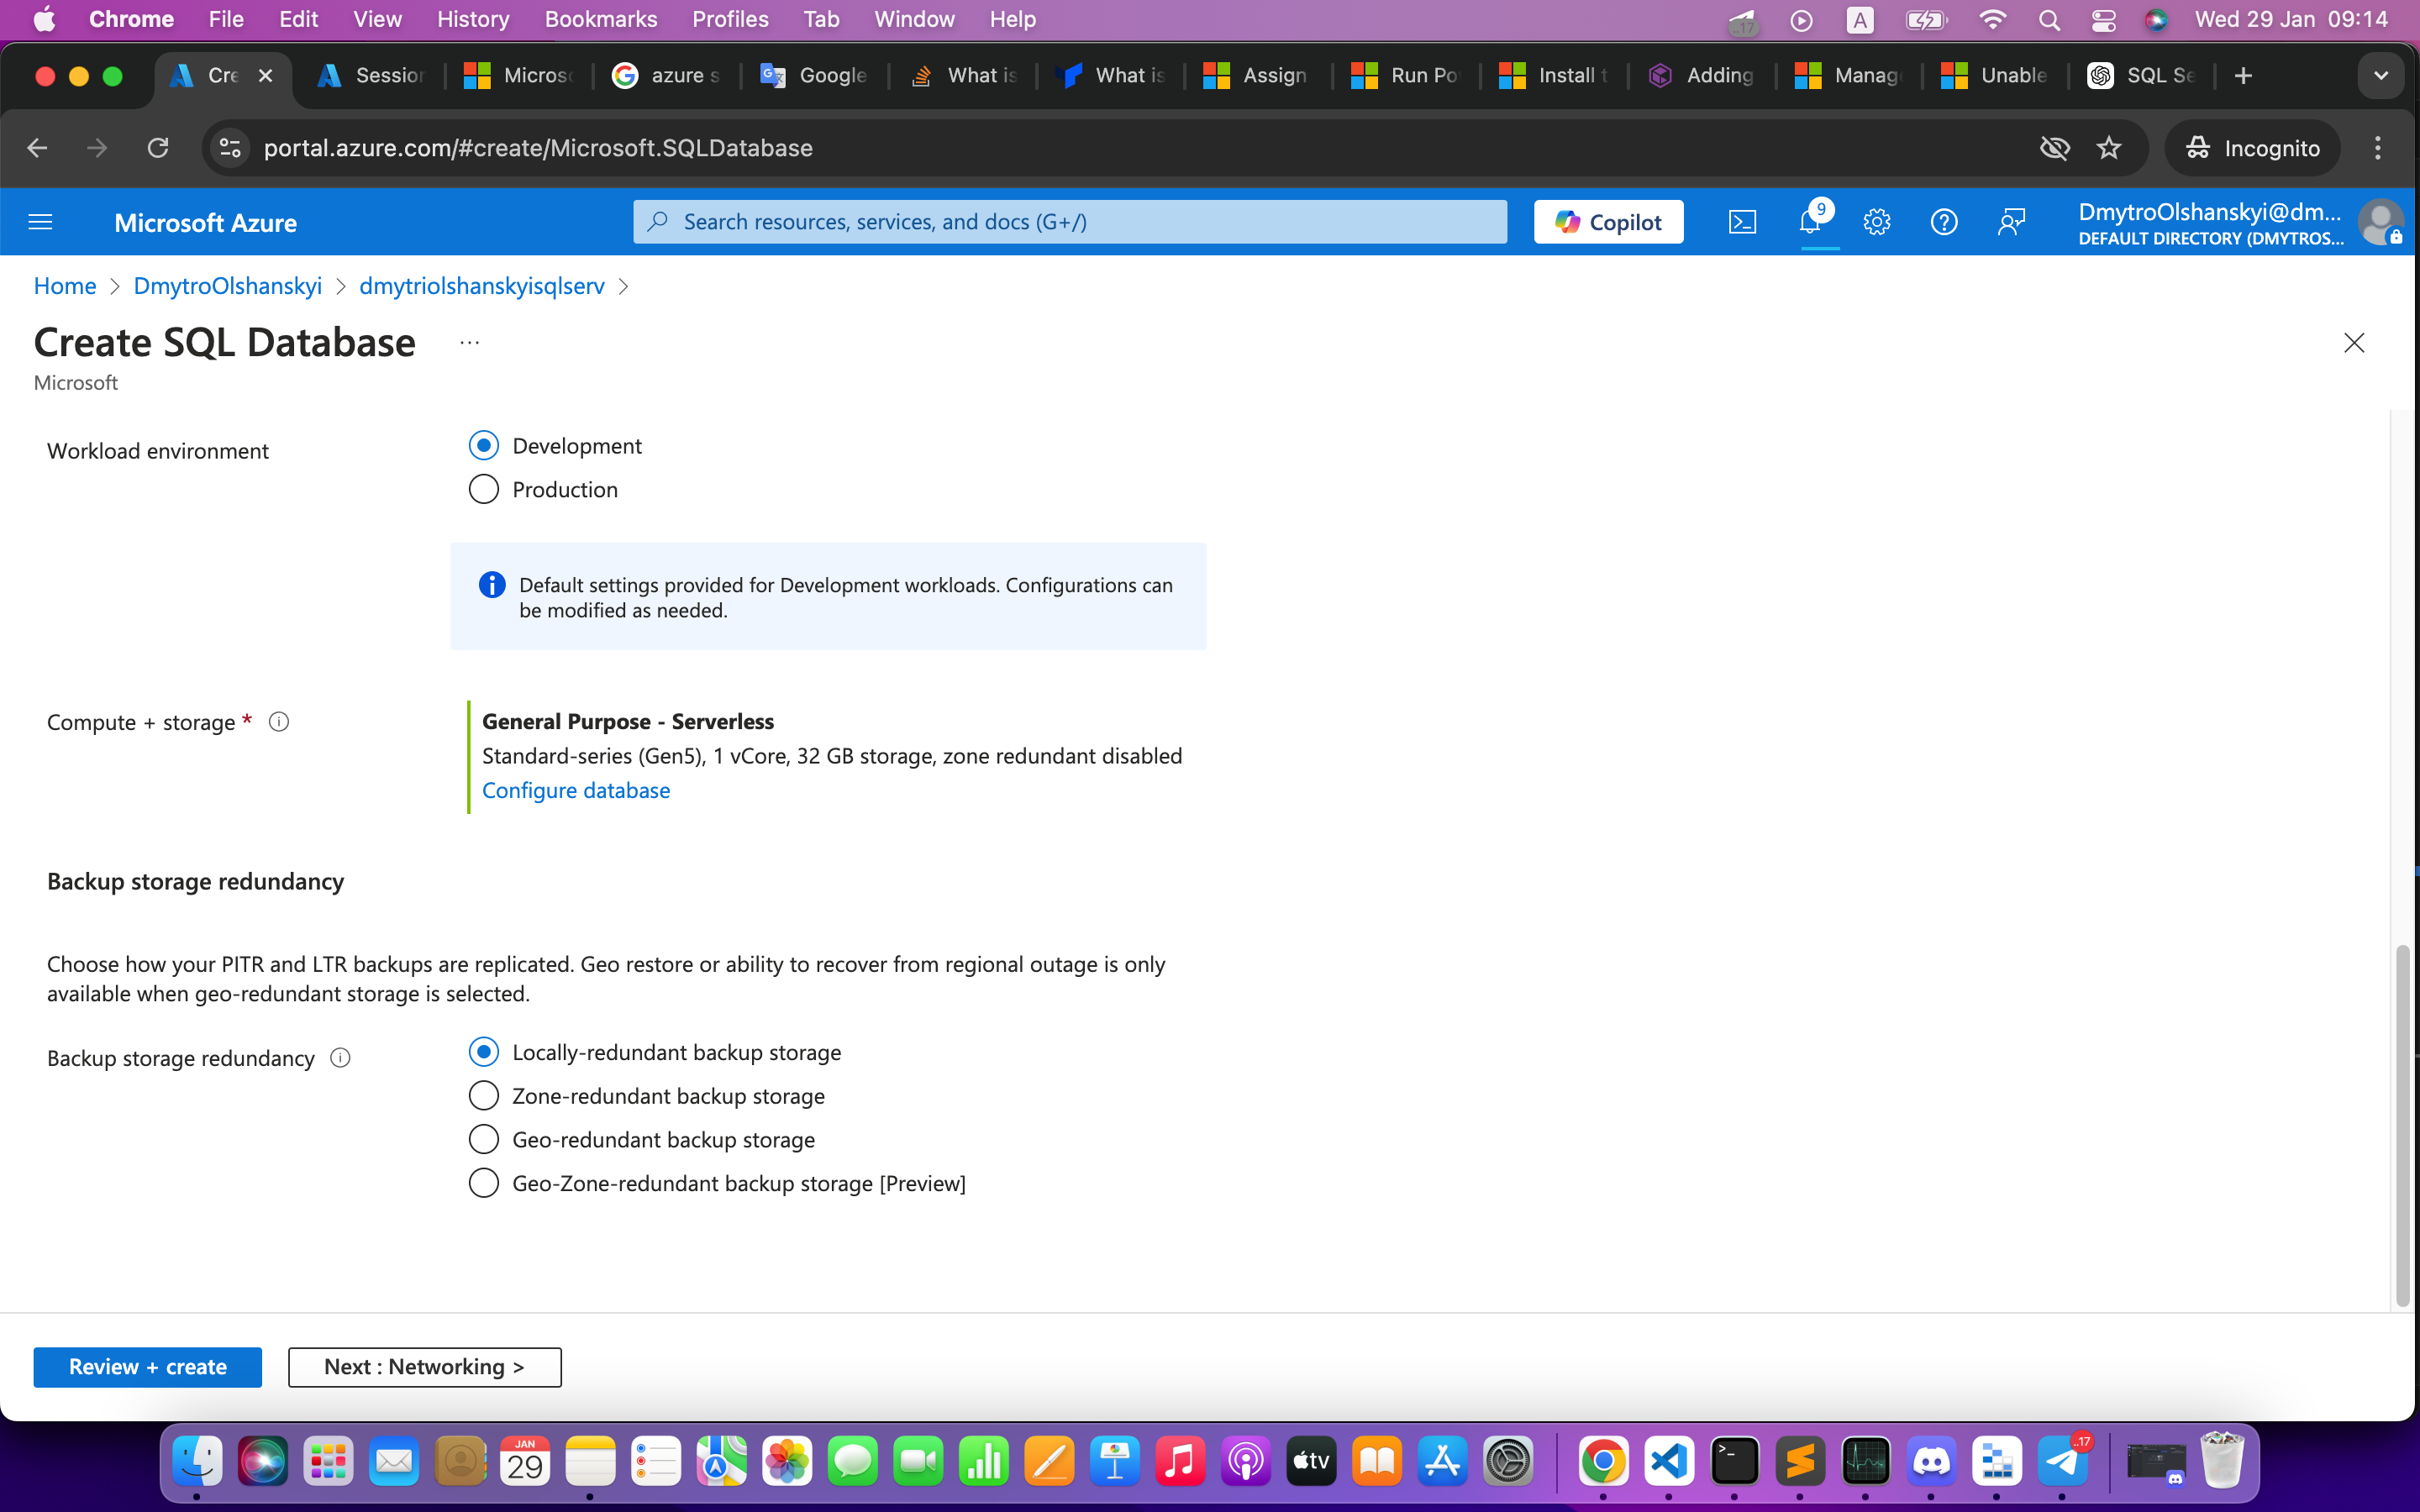 Chrome File Edit View History Bookmarks Profiles Tab Window Help ..17 A Wed 29 Jan 09:14
Cre Session Microso azure s Google What is What is Assign Run Po Install t Adding Manag Unable SQL Se
portal.azure.com/#create/Microsoft.SQLDatabase Incognito
Microsoft Azure Search resources, services, and docs (G+/) Copilot 9 DmytroOlshanskyi@dm...
DEFAULT DIRECTORY (DMYTROS...
Home > DmytroOlshanskyi > dmytriolshanskyisqlserv >
Create SQL Database ...
Microsoft
Workload environment
Development
Production
Default settings provided for Development workloads. Configurations can
be modified as needed.
Compute + storage *
General Purpose - Serverless
Standard-series (Gen5), 1 vCore, 32 GB storage, zone redundant disabled
Configure database
Backup storage redundancy
Choose how your PITR and LTR backups are replicated. Geo restore or ability to recover from regional outage is only
available when geo-redundant storage is selected.
Backup storage redundancy
Locally-redundant backup storage
Zone-redundant backup storage
Geo-redundant backup storage
Geo-Zone-redundant backup storage [Preview]
Review + create Next : Networking >
JAN
29
tv
..17